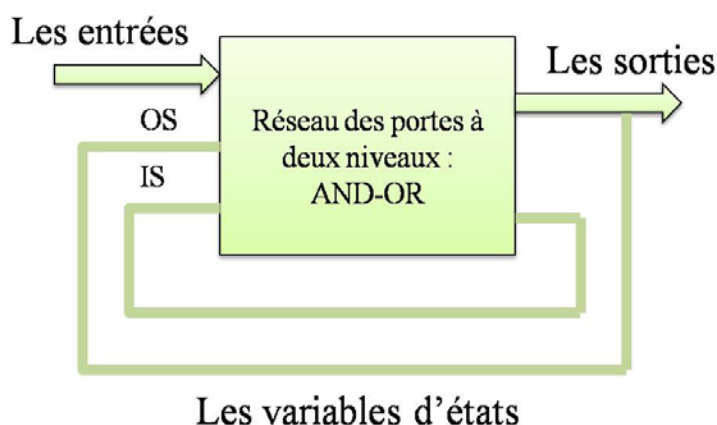 Les entrées
Les sorties
OS
IS
Réseau des portes à
deux niveaux :
AND-OR
Les variables d'états